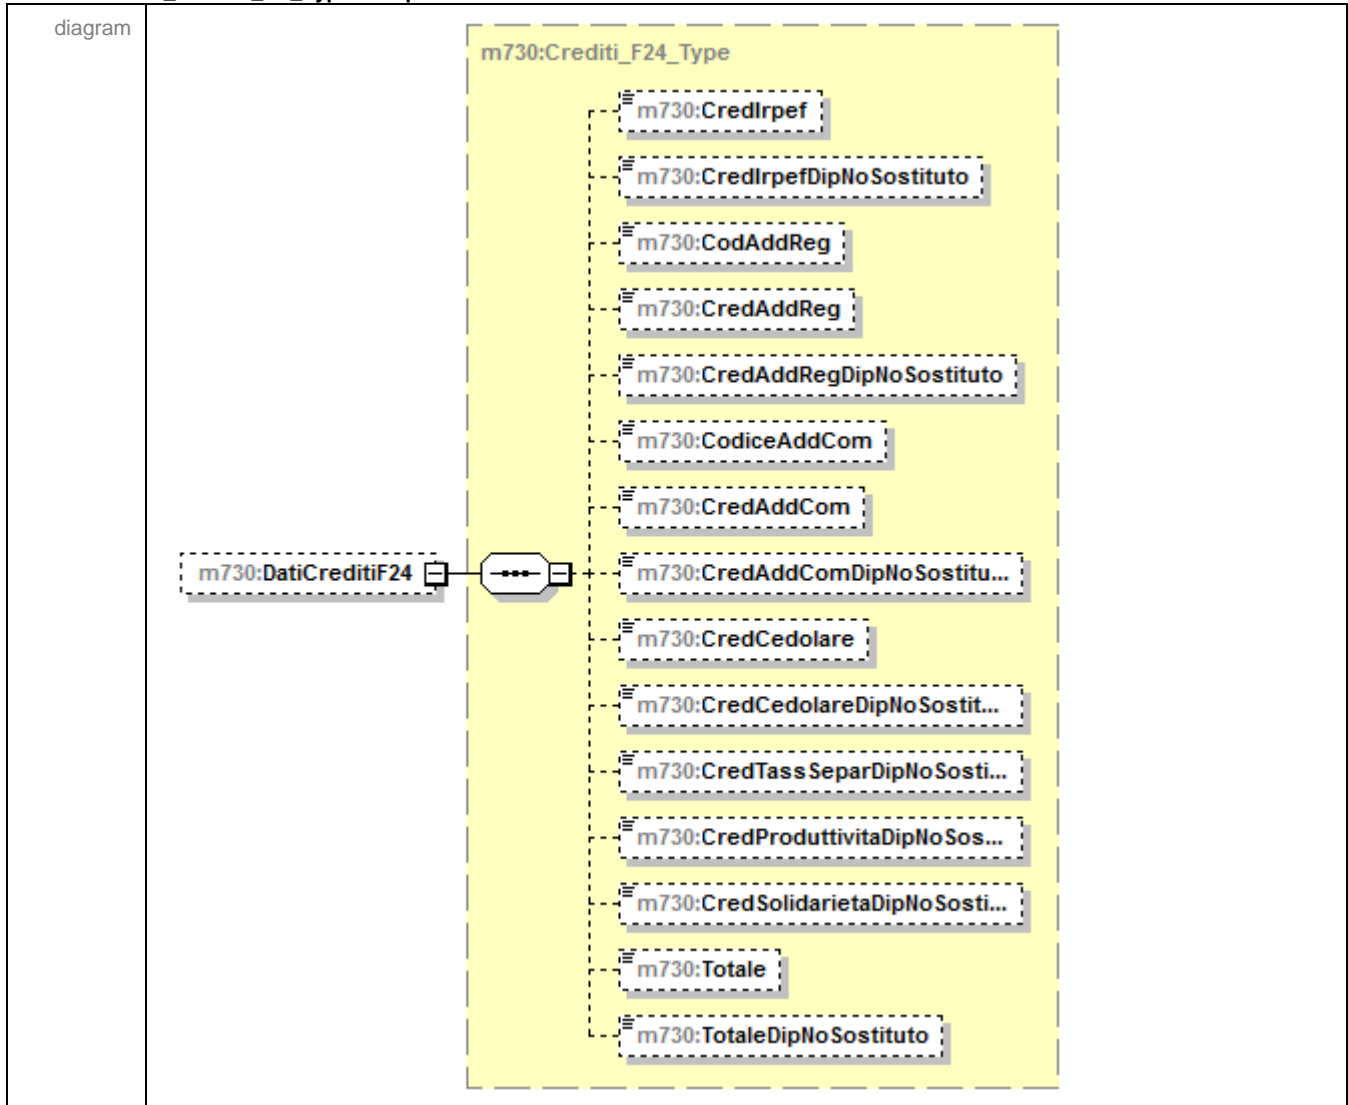 diagram
m730:Crediti_F24_Type
m730:CredIrpef
m730:CredIrpefDipNoSostituto
m730:CodAddReg
m730:CredAddReg
m730:CredAddRegDipNoSostituto
m730:CodiceAddCom
m730:CredAddCom
m730:DatiCreditiF24
m730:CredAddComDipNoSostitu...
m730:CredCedolare
m730:CredCedolareDipNoSostit...
m730:CredTassSeparDipNoSosti...
m730:CredProduttivitaDipNoSos...
m730:CredSolidarietaDipNoSosti...
m730:Totale
m730:TotaleDipNoSostituto